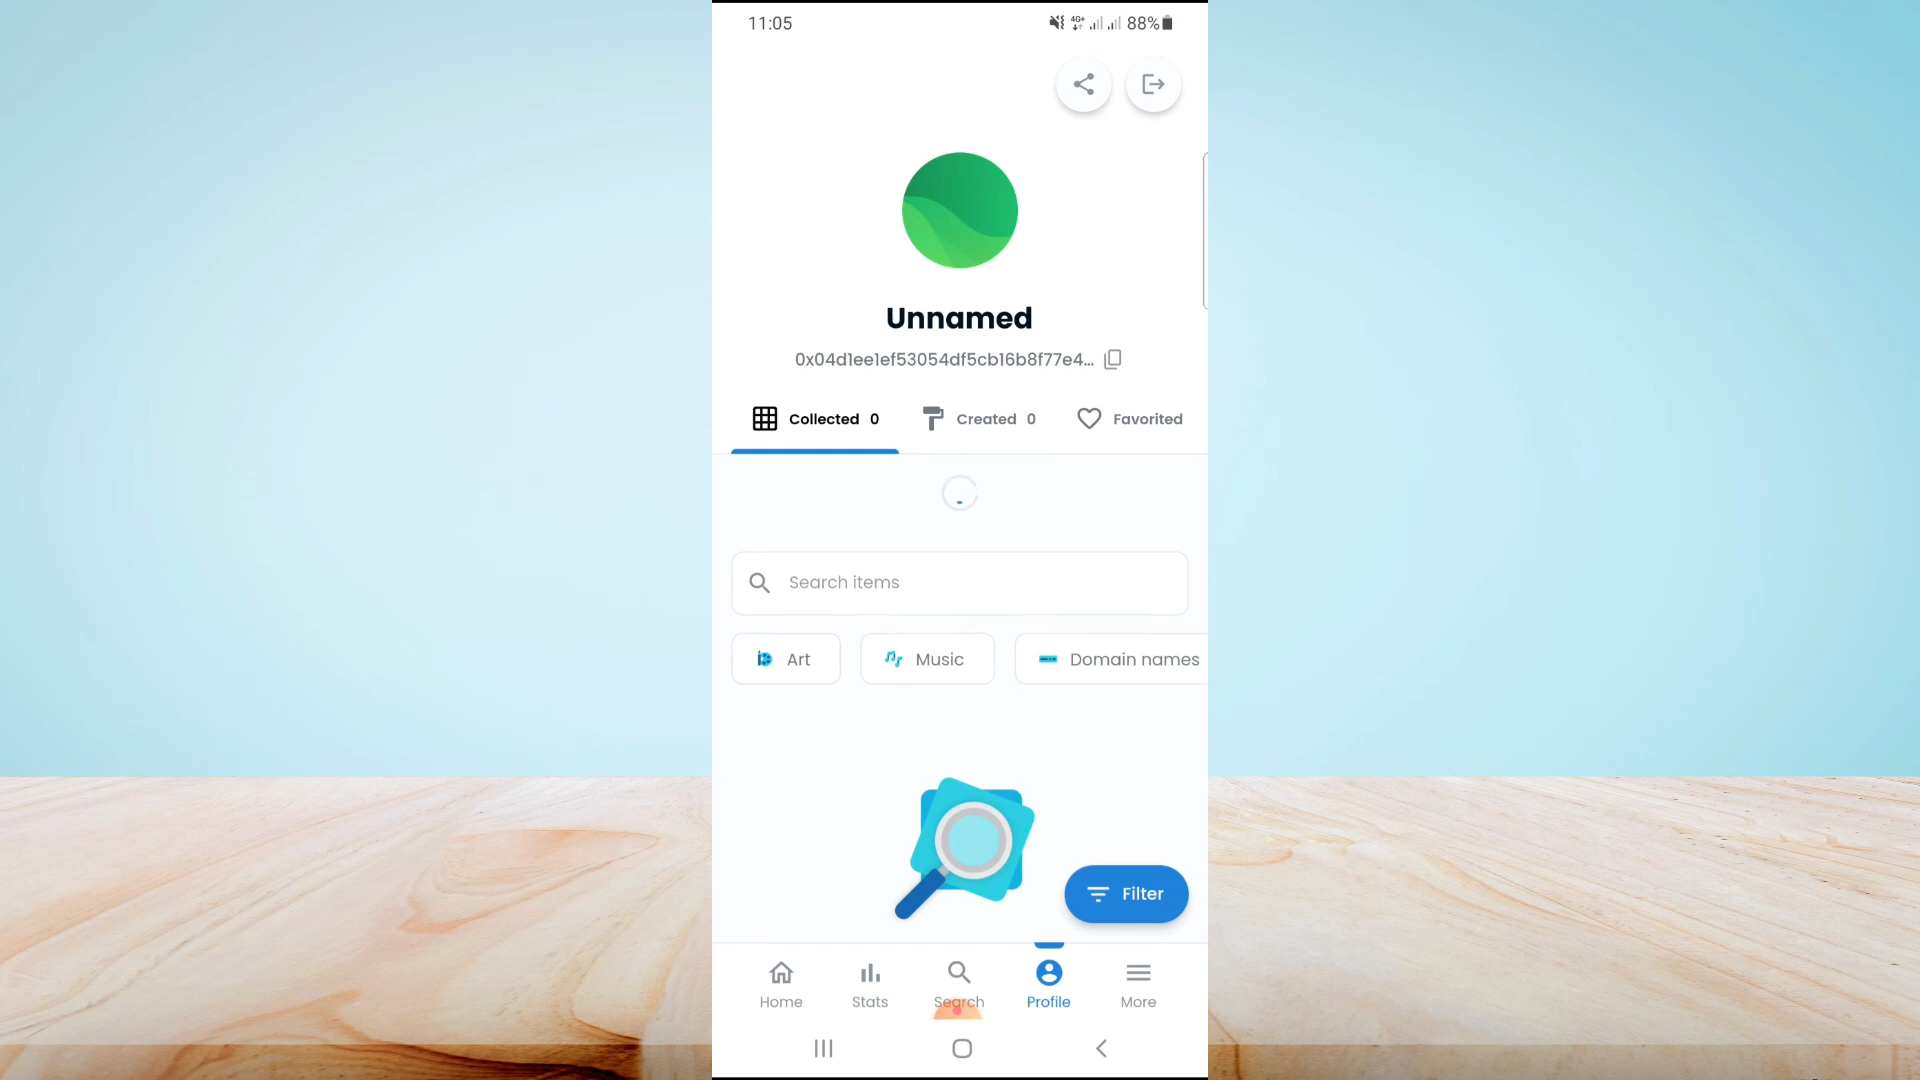 11:05
4G+ 88%
Unnamed
0x04d1ee1ef53054df5cb16b8f77e4...
Collected 0 Created 0 Favorited
Search items
Art Music Domain names
Filter
Home Stats Search Profile More